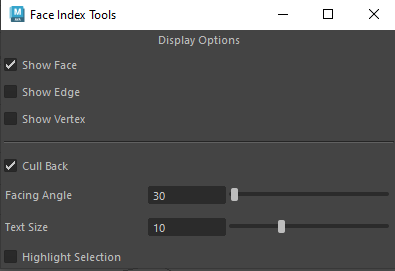 Face Index Tools
Display Options
Show Face
Show Edge
Show Vertex
Cull Back
Facing Angle 30
Text Size 10
Highlight Selection